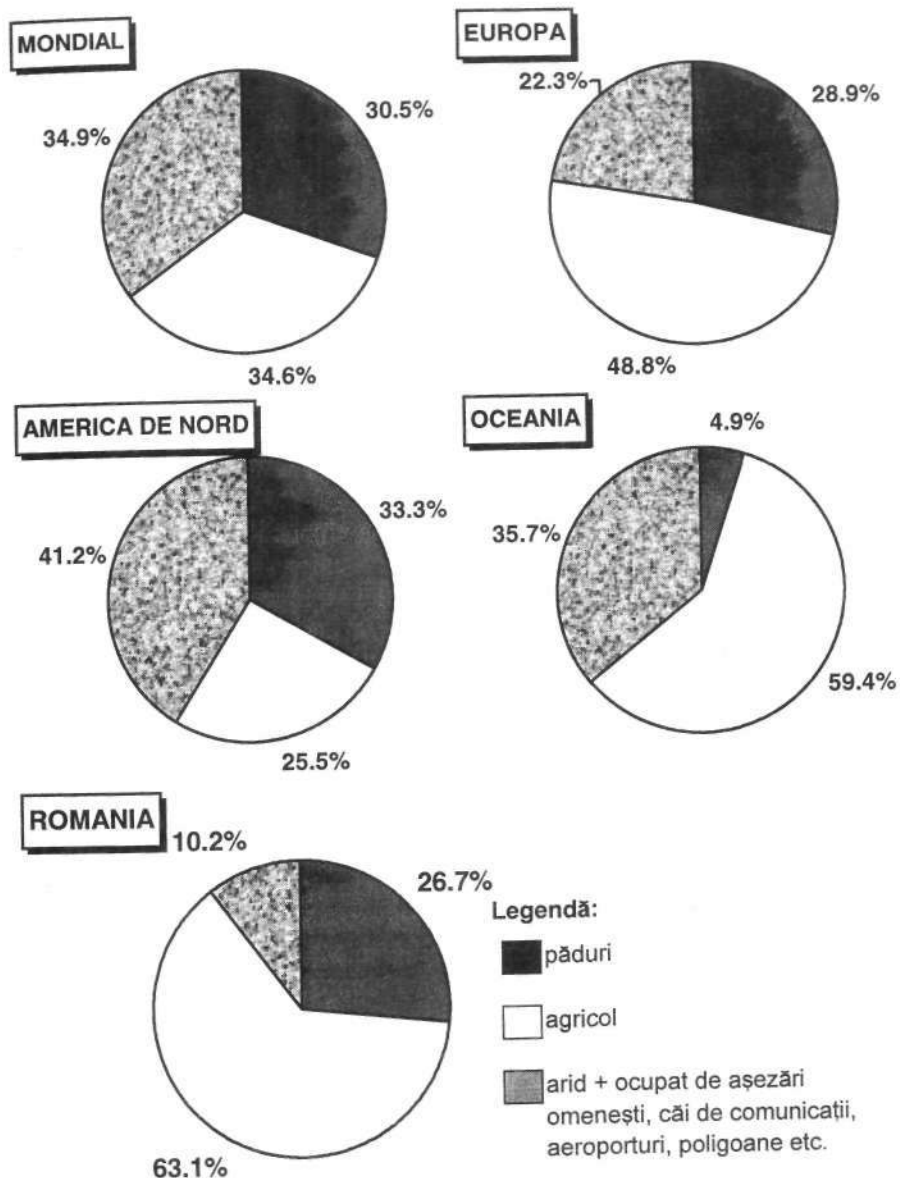 MONDIAL
34.9%
30.5%
34.6%
EUROPA
22.3%
28.9%
48.8%
AMERICA DE NORD
41.2%
33.3%
25.5%
OCEANIA
4.9%
35.7%
59.4%
ROMANIA
10.2%
26.7%
63.1%
Legendă:
păduri
agricol
arid + ocupat de așezări
omenești, căi de comunicații,
aeroporturi, poligoane etc.